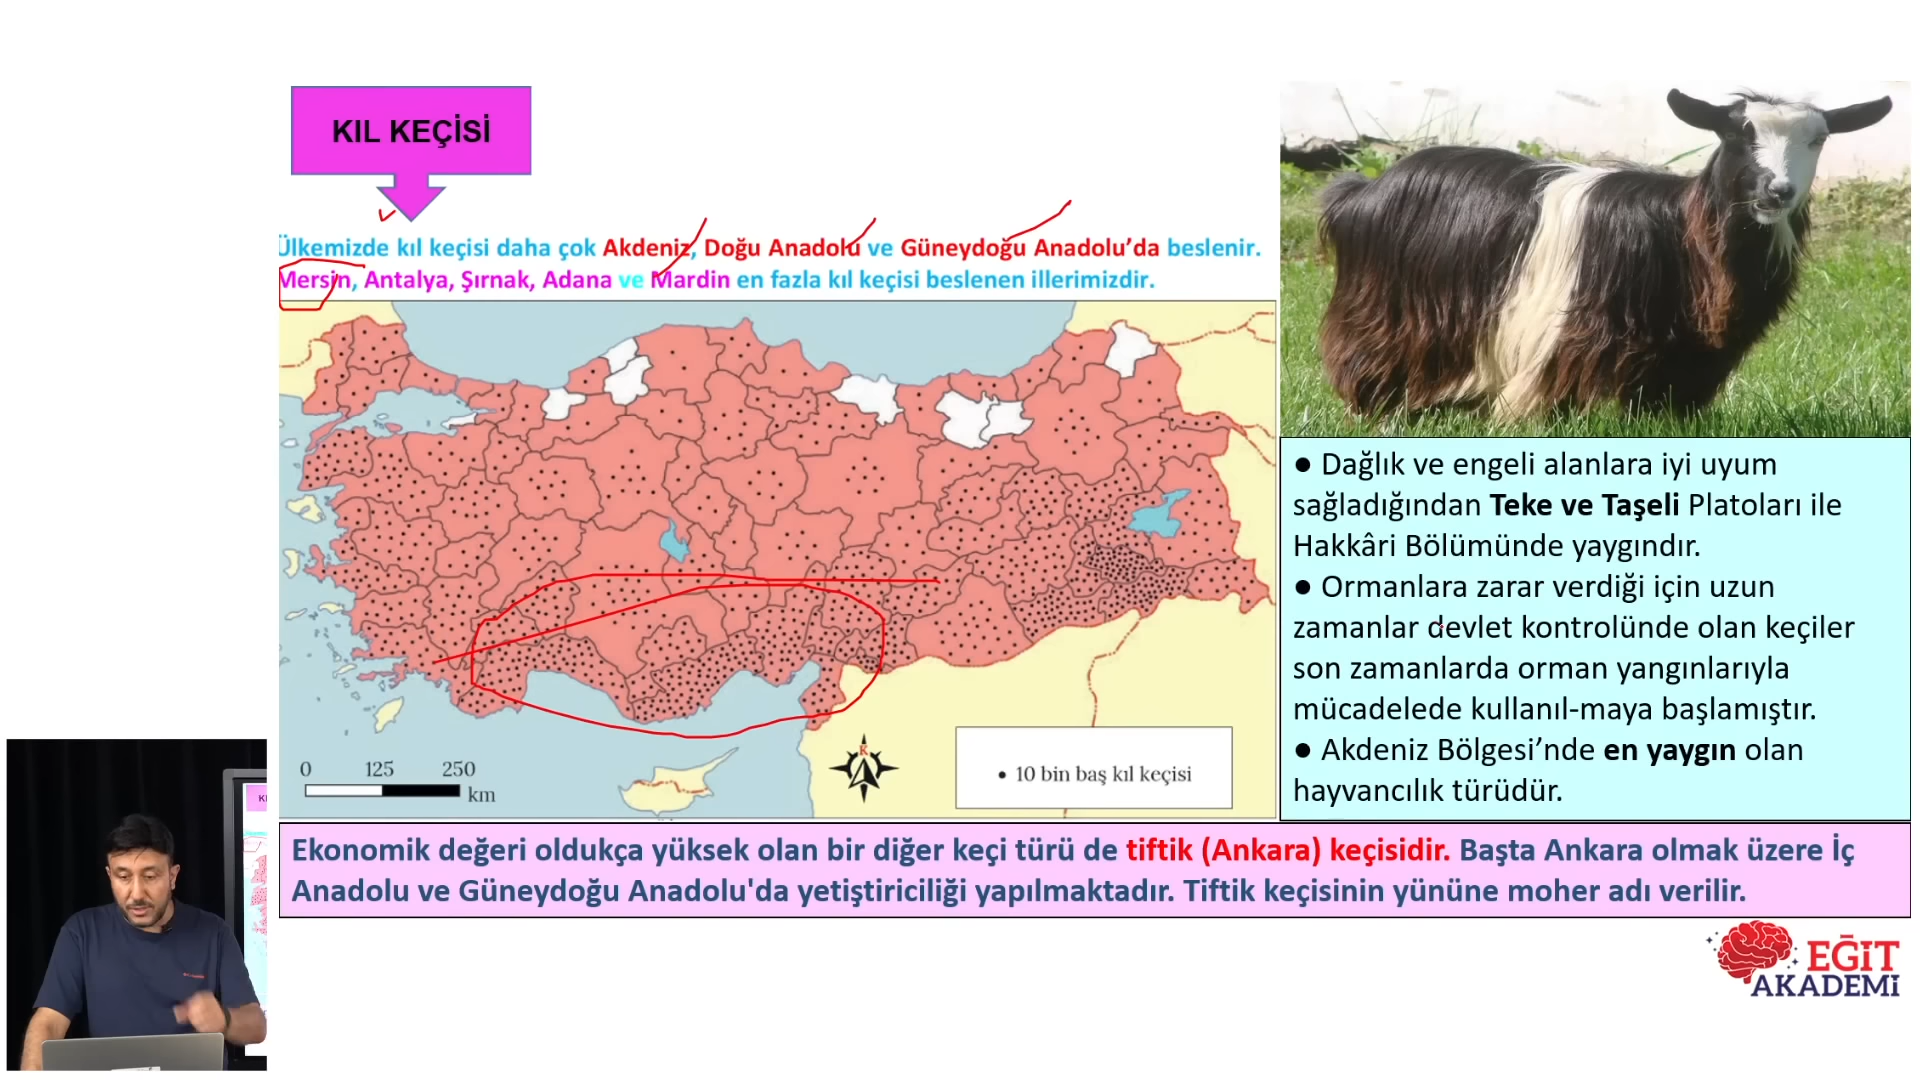 KIL KEÇİSİ
Ülkemizde kıl keçisi daha çok Akdeniz, Doğu Anadolu ve Güneydoğu Anadolu’da beslenir.
Mersin, Antalya, Şırnak, Adana ve Mardin en fazla kıl keçisi beslenen illerimizdir.
K
0 125 250
km
• 10 bin baş kıl keçisi
● Dağlık ve engeli alanlara iyi uyum
sağladığından Teke ve Taşeli Platoları ile
Hakkâri Bölümünde yaygındır.
● Ormanlara zarar verdiği için uzun
zamanlar devlet kontrolünde olan keçiler
son zamanlarda orman yangınlarıyla
mücadelede kullanıl-maya başlamıştır.
● Akdeniz Bölgesi’nde en yaygın olan
hayvancılık türüdür.
Ekonomik değeri oldukça yüksek olan bir diğer keçi türü de tiftik (Ankara) keçisidir. Başta Ankara olmak üzere İç
Anadolu ve Güneydoğu Anadolu'da yetiştiriciliği yapılmaktadır. Tiftik keçisinin yününe moher adı verilir.
EĞİT
AKADEMİ